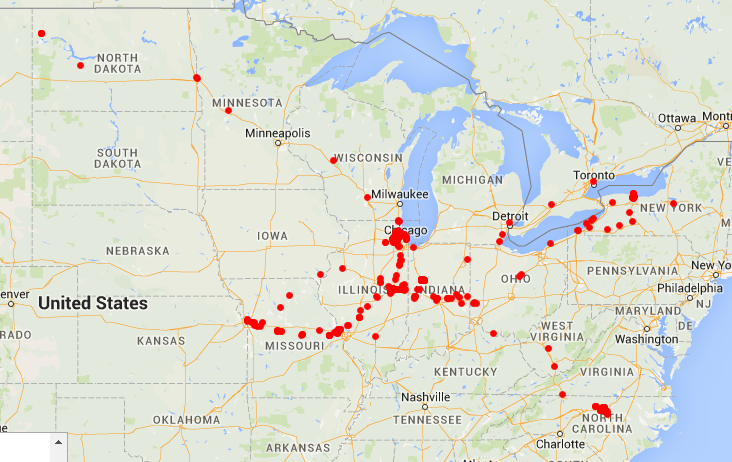 NORTH
DAKOTA
MINNESOTA
Ottawa
Montr
Minneapolis
SOUTH
DAKOTA
WISCONSIN
VE
Toronto
MICHIGAN
Milwaukee
NEW YORK
Detroit
M
Chicago
IOWA
NEBRASKA
PENNSYLVANIA
New Yo
OHIO
ILLINOIS
INDIANA
Philadelphia
enver
United States
NJ
MARYLAND
WEST
VIRGINIA
DE
RADO
KANSAS
MISSOURI
Washington
KENTUCKY
VIRGINIA
Nashville
OKLAHOMA
TENNESSEE
NORTH
CAROLINA
e
Charlotte
ARKANSAS